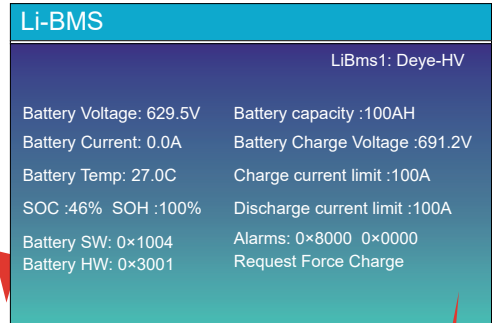 Li-BMS
LiBms1: Deye-HV
Battery Voltage: 629.5V
Battery capacity :100AH
Battery Current: 0.0A
Battery Charge Voltage :691.2V
Battery Temp: 27.0C
Charge current limit :100A
SOC :46% SOH :100%
Discharge current limit :100A
Battery SW: 0×1004
Alarms: 0×8000 0×0000
Battery HW: 0×3001
Request Force Charge